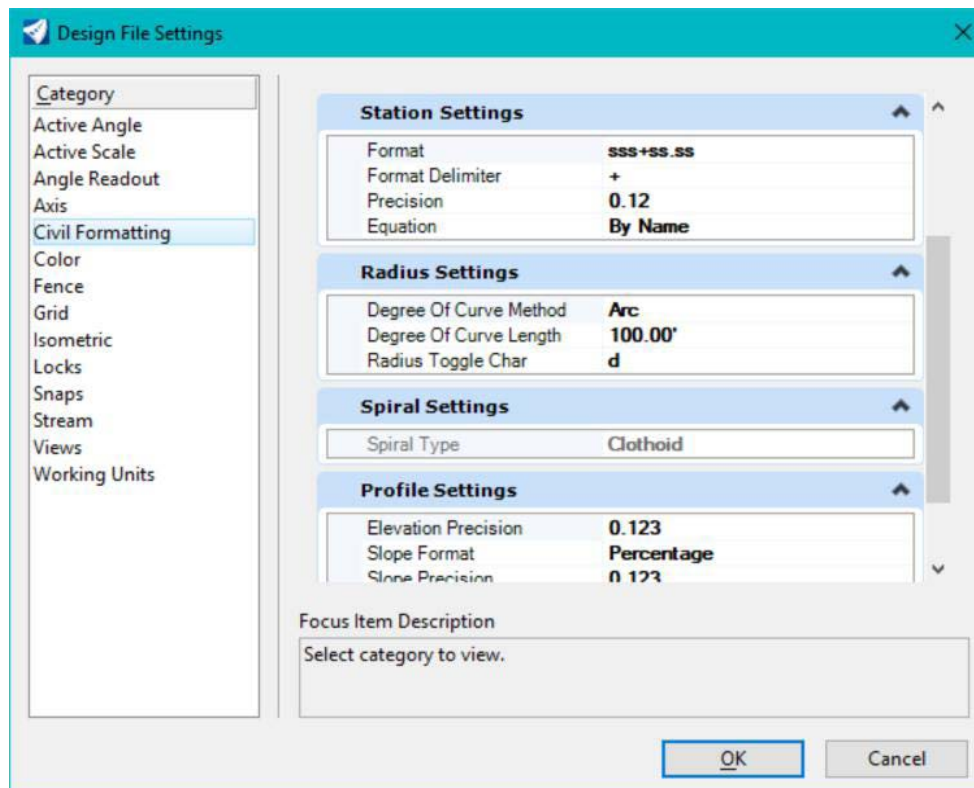 Design File Settings
Category
Active Angle
Active Scale
Angle Readout
Axis
Civil Formatting
Color
Fence
Grid
Isometric
Locks
Snaps
Stream
Views
Working Units
Station Settings
Format sss+ss.ss
Format Delimiter +
Precision 0.12
Equation By Name
Radius Settings
Degree Of Curve Method Arc
Degree Of Curve Length 100.00'
Radius Toggle Char d
Spiral Settings
Spiral Type Clothoid
Profile Settings
Elevation Precision 0.123
Slope Format Percentage
Slope Precision 0.123
Focus Item Description
Select category to view.
OK Cancel